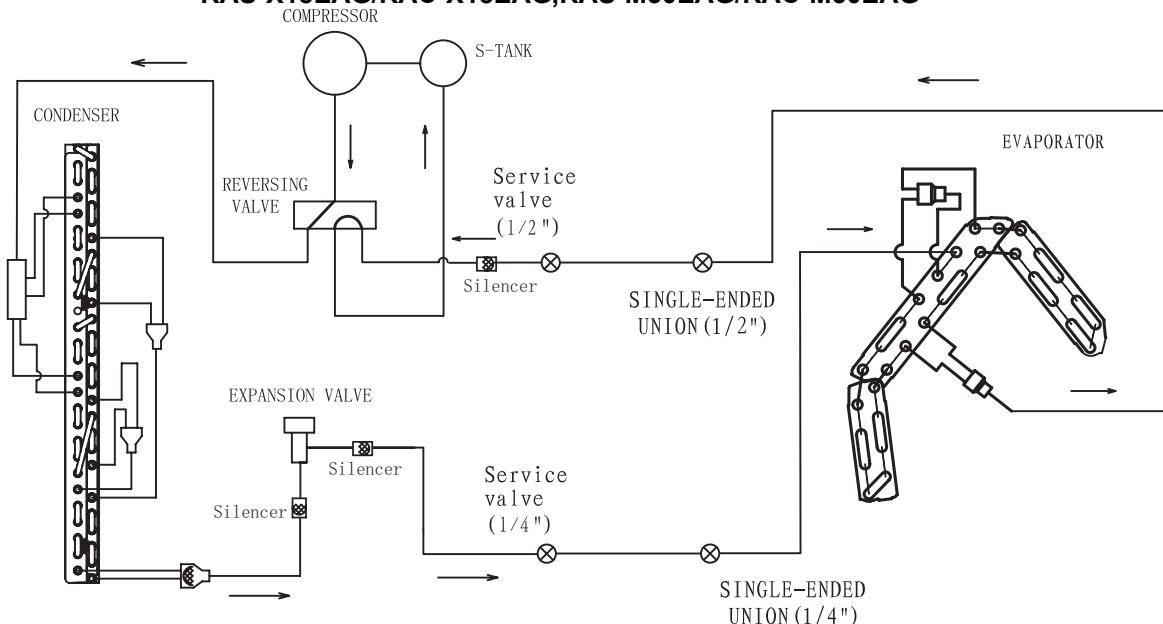 COMPRESSOR
S-TANK
CONDENSER
EVAPORATOR
REVERSING
VALVE
Service
valve
(1/2")
Silencer
SINGLE-ENDED
UNION(1/2")
EXPANSION VALVE
Silencer
Service
valve
(1/4")
Silencer
SINGLE-ENDED
UNION(1/4")